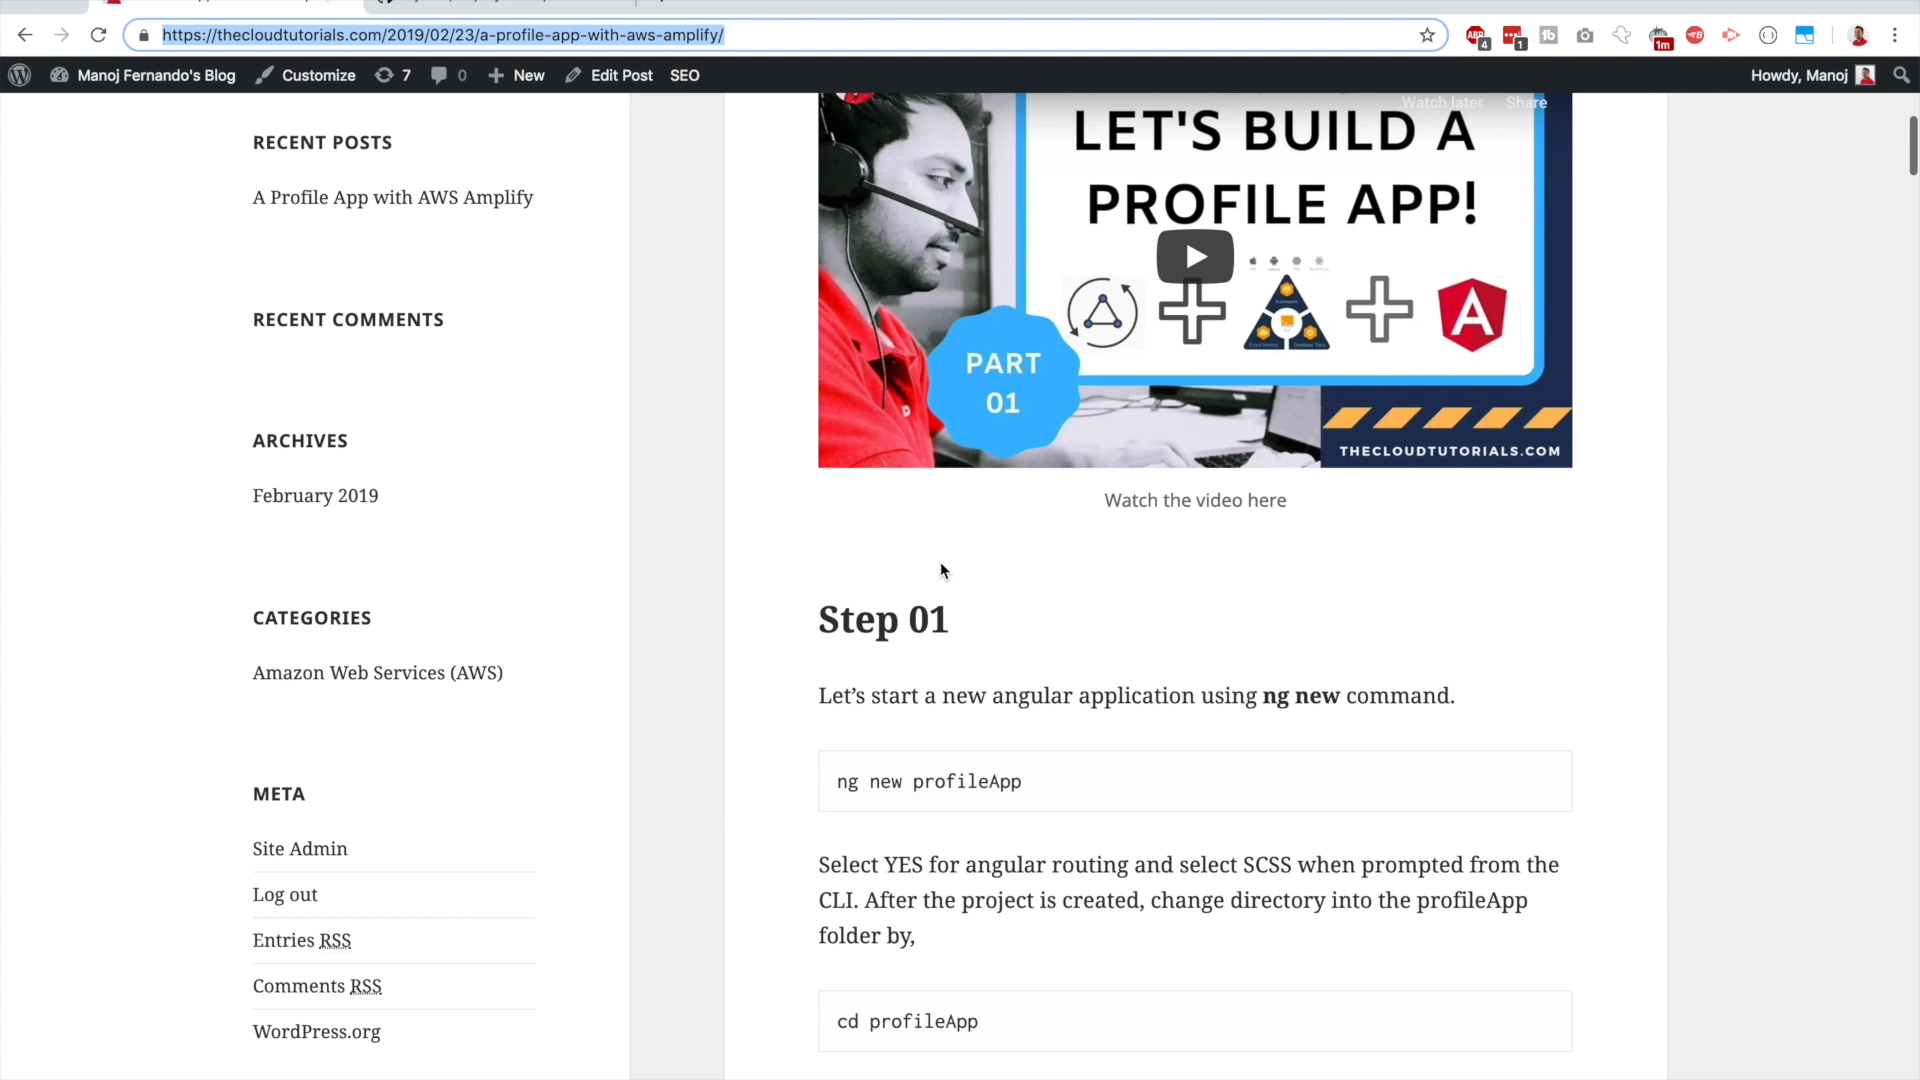 https://thecloudtutorials.com/2019/02/23/a-profile-app-with-aws-amplify/
ABP 4
1
1m
Manoj Fernando's Blog Customize 7 0 New Edit Post SEO Howdy, Manoj
RECENT POSTS
A Profile App with AWS Amplify
RECENT COMMENTS
ARCHIVES
February 2019
CATEGORIES
Amazon Web Services (AWS)
META
Site Admin
Log out
Entries RSS
Comments RSS
WordPress.org
Watch later Share
LET'S BUILD A
PROFILE APP!
PART
01
THECLOUDTUTORIALS.COM
Watch the video here
Step 01
Let’s start a new angular application using ng new command.
ng new profileApp
Select YES for angular routing and select SCSS when prompted from the
CLI. After the project is created, change directory into the profileApp
folder by,
cd profileApp